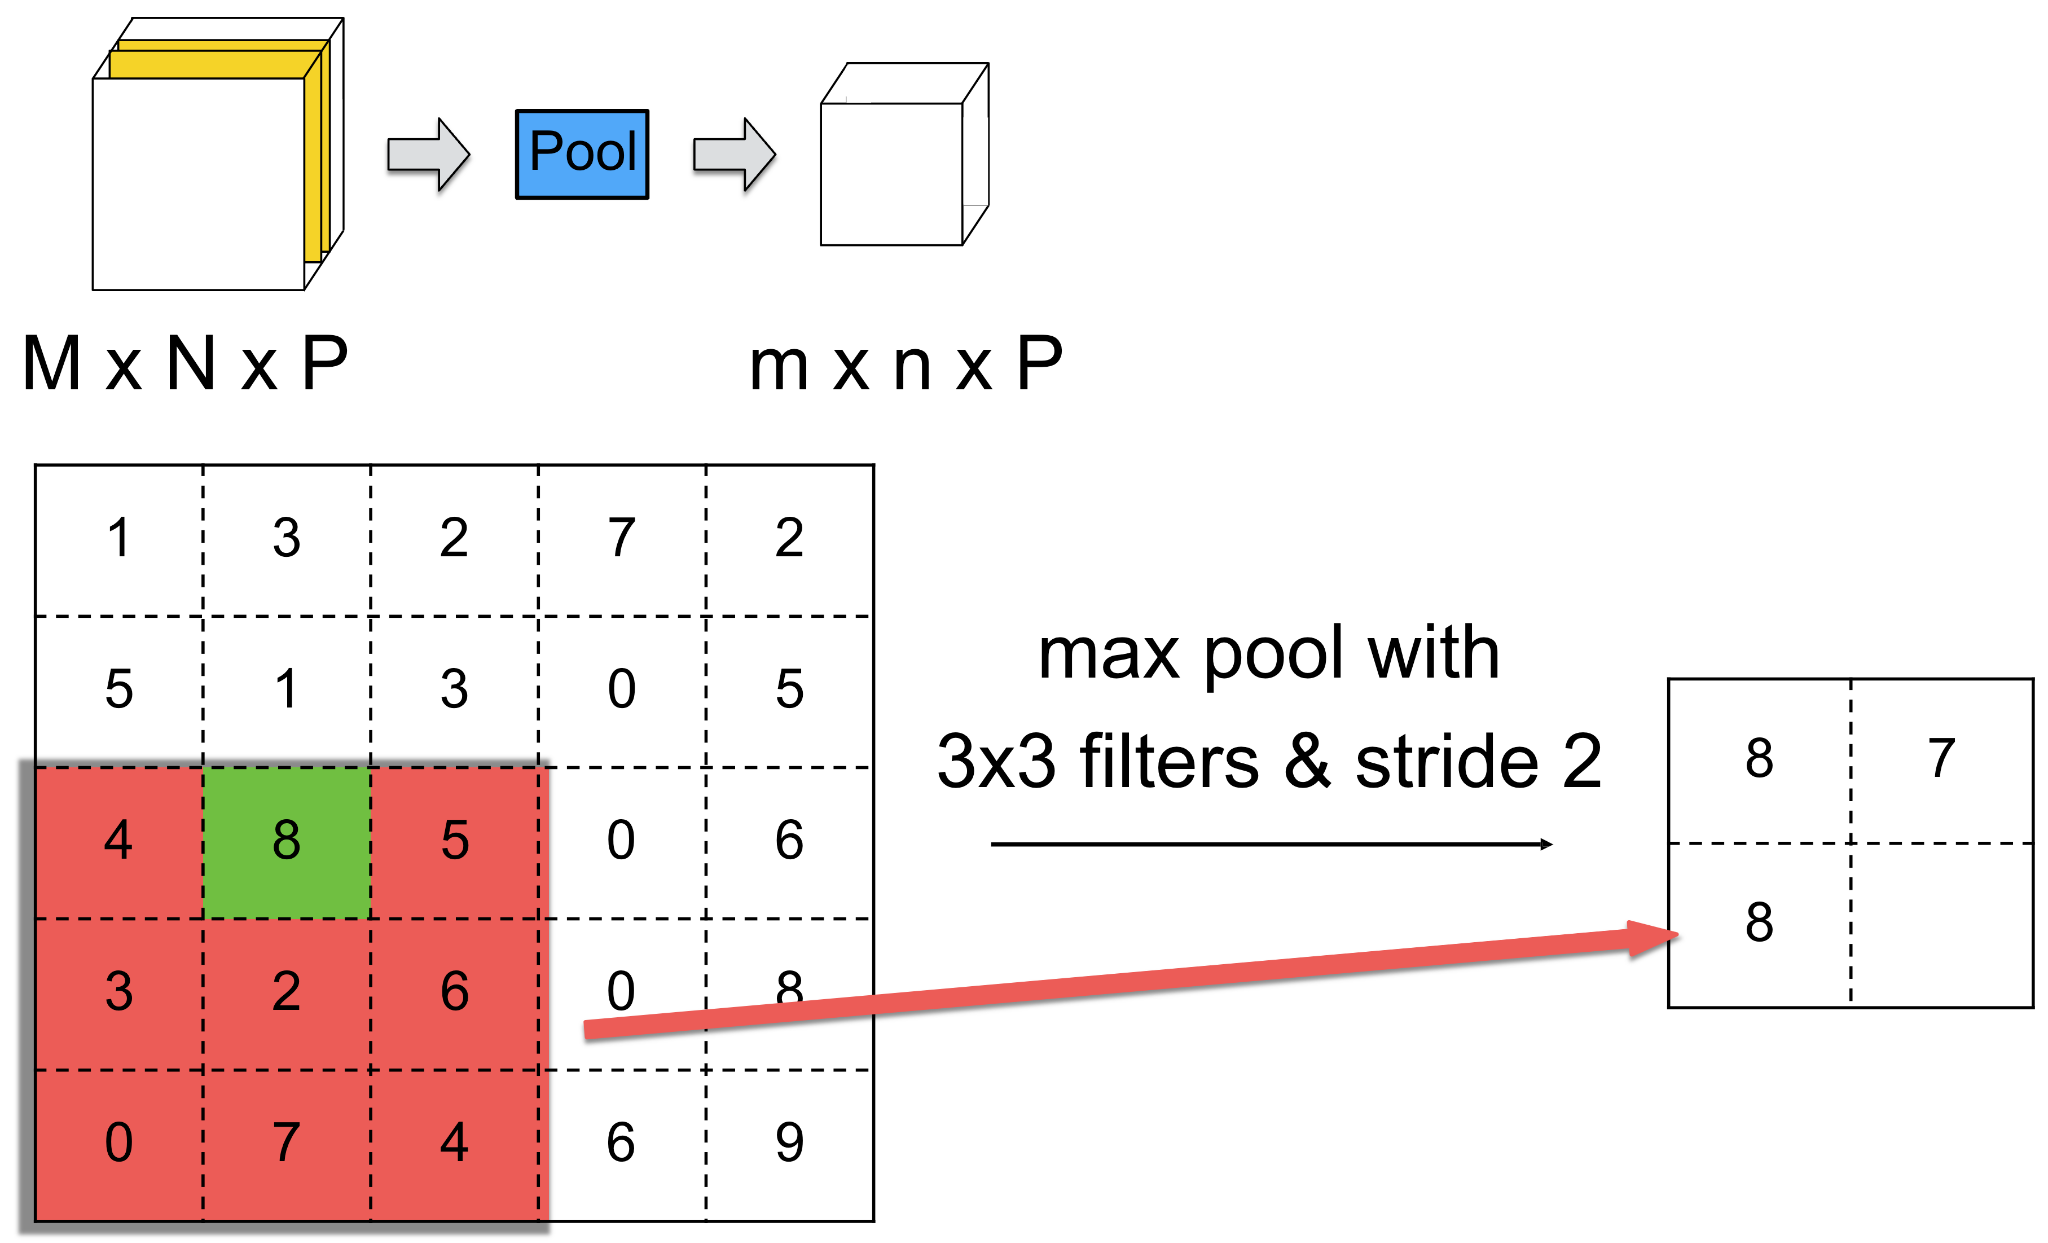 Pool
M x N x P
m x n x P
1 3 2 7 2
5 1 3 0 5
4 8 5 0 6
3 2 6 0 8
0 7 4 6 9
max pool with
3x3 filters & stride 2
8 7
8